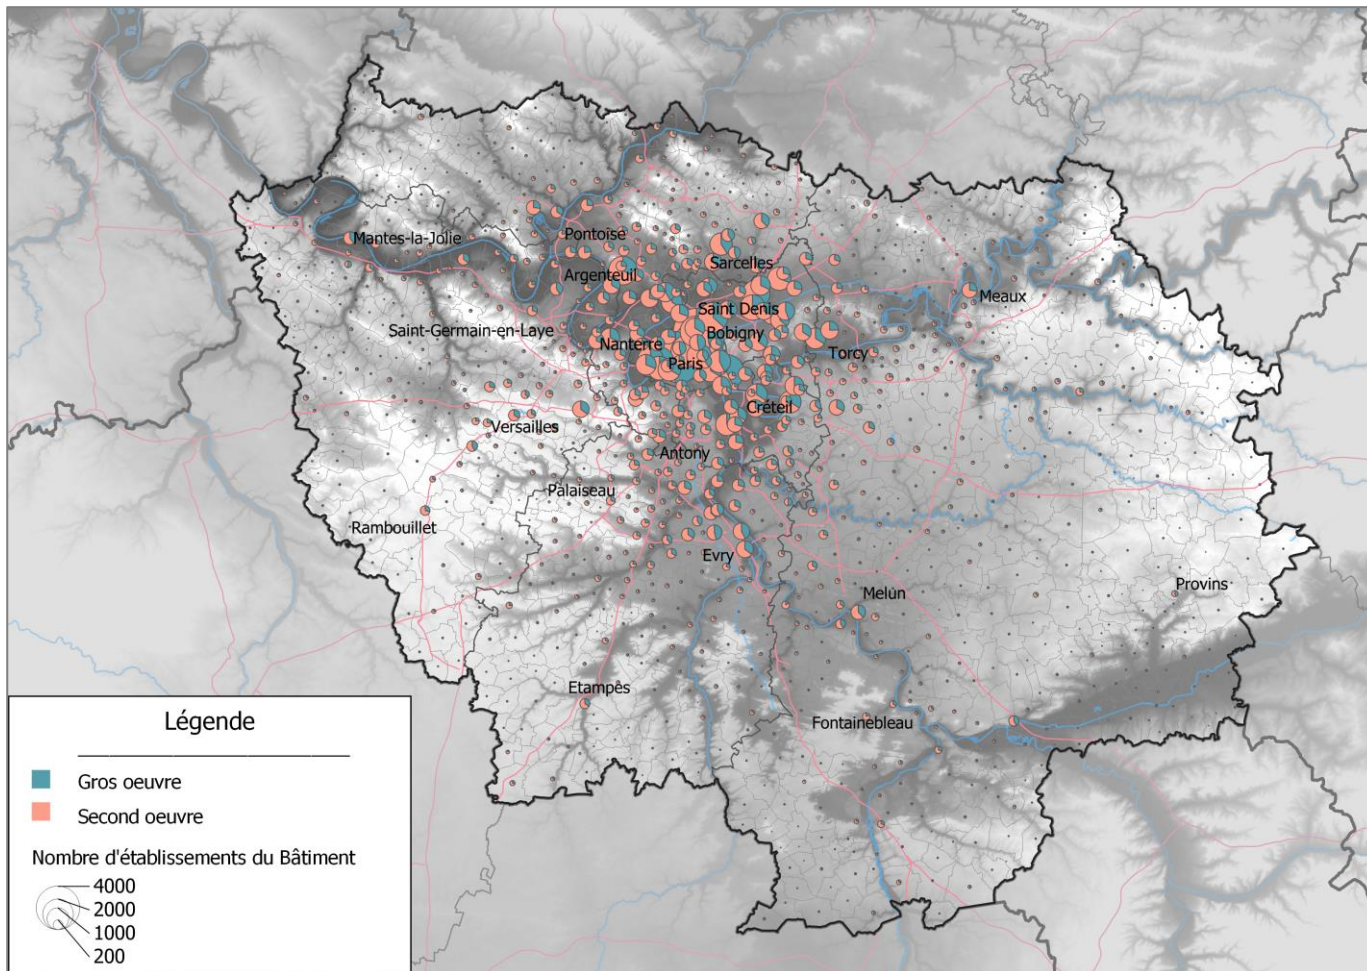 Mantes-la-Jolie
Pontoise
Sarcelles
Argenteuil
Meaux
Saint Denis
Saint-Germain-en-Laye
Bobigny
Nanterre
Torcy
Paris
Créteil
Versailles
Antony
Palaiseau
Rambouillet
Evry
Provins
Melun
Etampes
Fontainebleau
Légende
Gros oeuvre
Second oeuvre
Nombre d'établissements du Bâtiment
4000
2000
1000
200